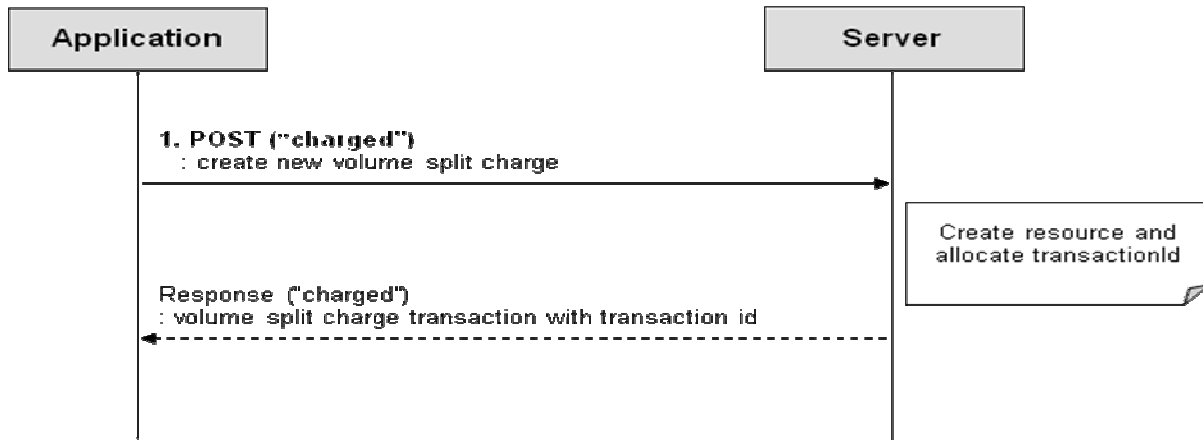 Application
Server
1. POST ("charged")
: create new volume split charge
Create resource and
allocate transactionId
Response ("charged")
: volume split charge transaction with transaction id